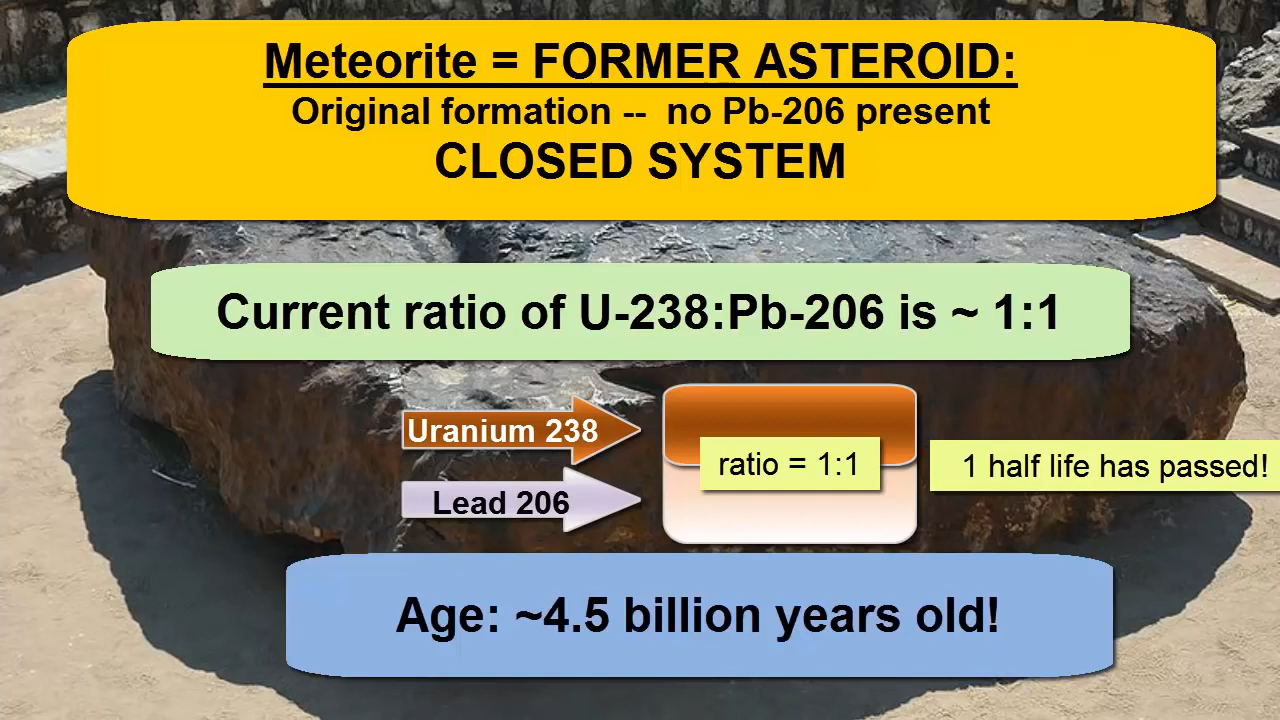 Meteorite = FORMER ASTEROID:
Original formation -- no Pb-206 present
CLOSED SYSTEM
Current ratio of U-238:Pb-206 is ~ 1:1
Uranium 238
ratio = 1:1
1 half life has passed!
Lead 206
Age: ~4.5 billion years old!